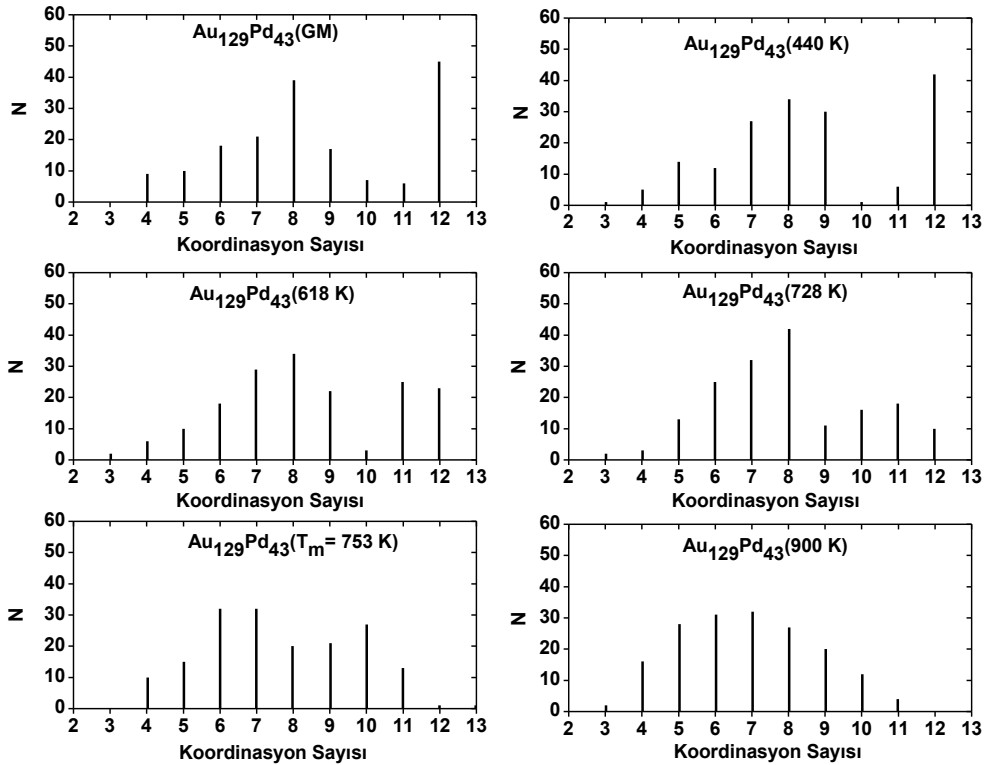 Au129Pd43(GM)
60
50
40
30
20
10
0
N
2 3 4 5 6 7 8 9 10 11 12 13
Koordinasyon Sayısı
Au129Pd43(440 K)
60
50
40
30
20
10
0
N
2 3 4 5 6 7 8 9 10 11 12 13
Koordinasyon Sayısı
Au129Pd43(618 K)
60
50
40
30
20
10
0
N
2 3 4 5 6 7 8 9 10 11 12 13
Koordinasyon Sayısı
Au129Pd43(728 K)
60
50
40
30
20
10
0
N
2 3 4 5 6 7 8 9 10 11 12 13
Koordinasyon Sayısı
Au129Pd43(Tm= 753 K)
60
50
40
30
20
10
0
N
2 3 4 5 6 7 8 9 10 11 12 13
Koordinasyon Sayısı
Au129Pd43(900 K)
60
50
40
30
20
10
0
N
2 3 4 5 6 7 8 9 10 11 12 13
Koordinasyon Sayısı